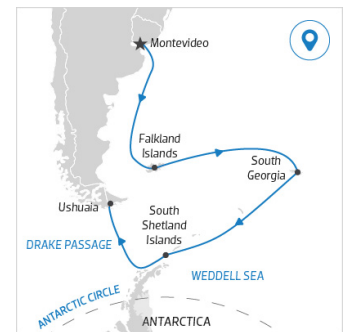 Montevideo
Falkland
Islands
South
Georgia
Ushuaia
South
Shetland
Islands
DRAKE PASSAGE
WEDDELL SEA
ANTARCTIC CIRCLE
ANTARCTICA